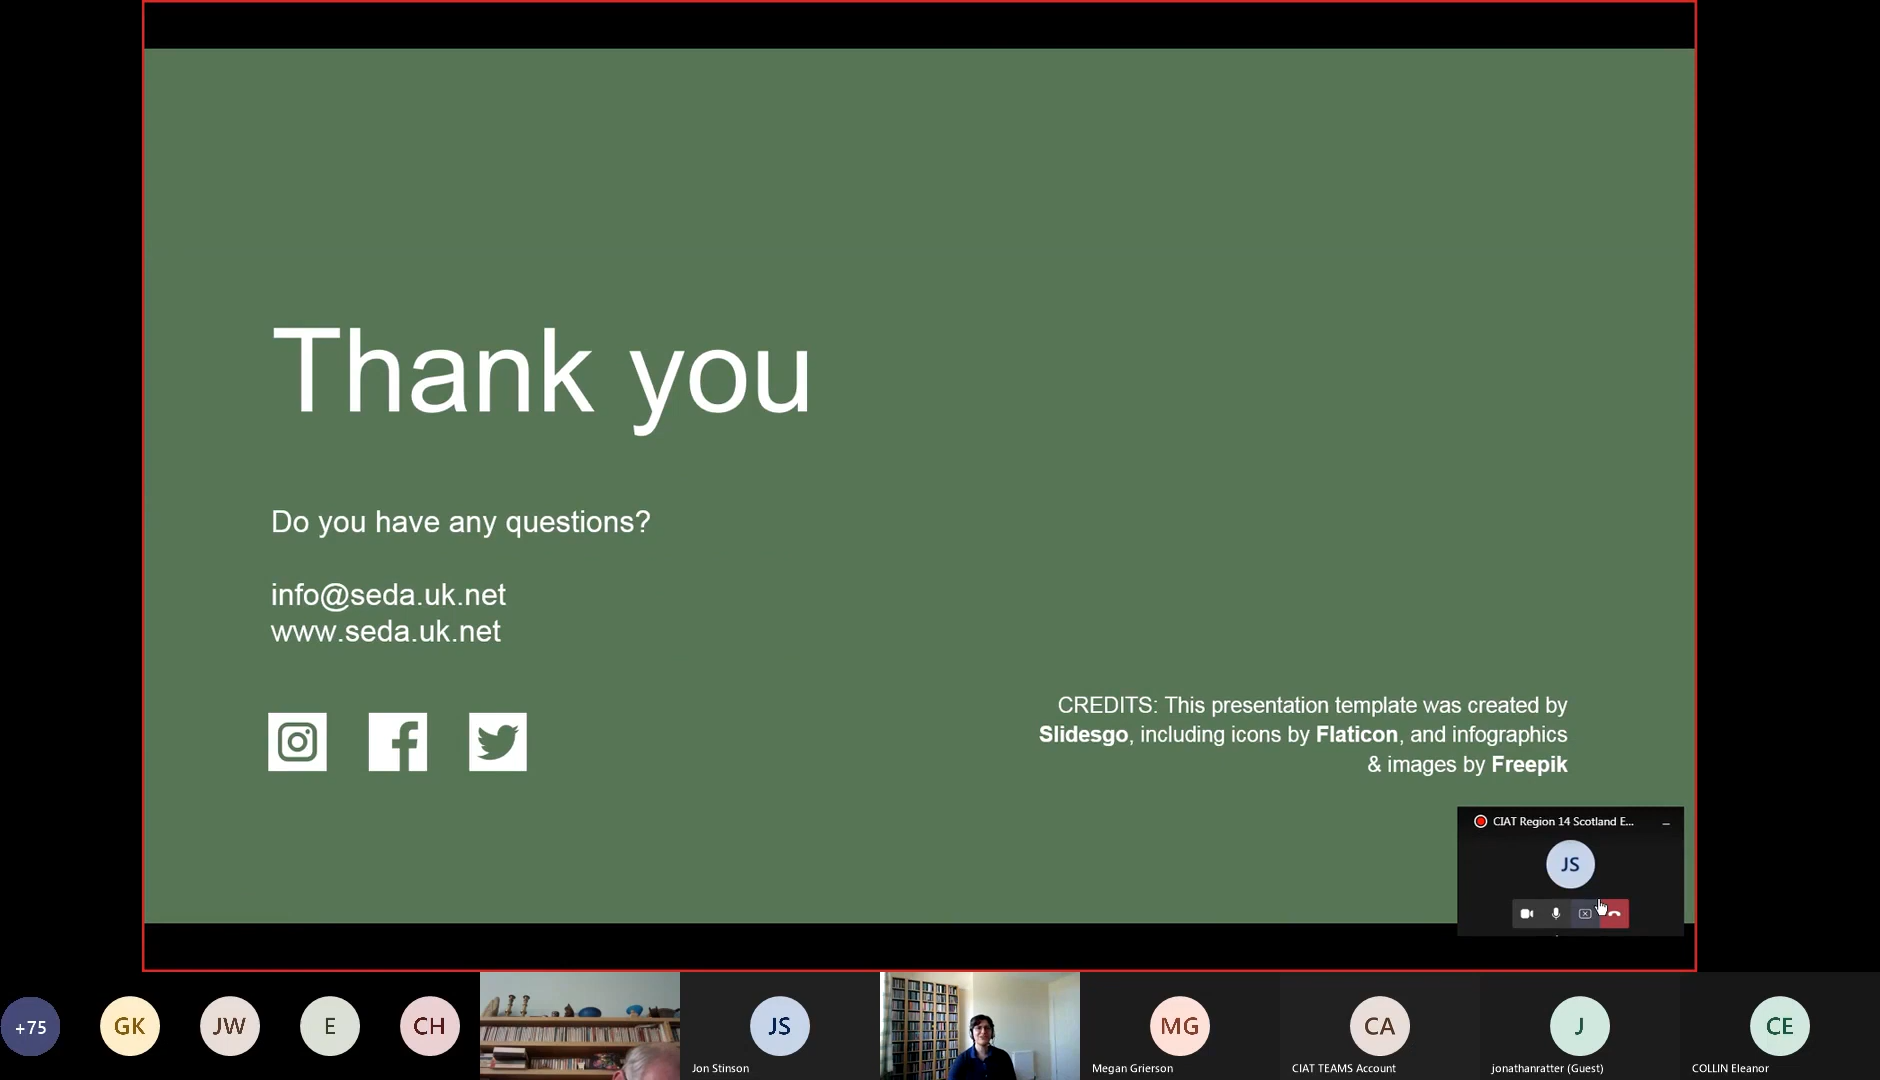 Thank you
Do you have any questions?
info@seda.uk.net
www.seda.uk.net
CREDITS: This presentation template was created by
Slidesgo, including icons by Flaticon, and infographics
& images by Freepik
CIAT Region 14 Scotland E...
JS
+75
GK
JW
E
CH
JS
Jon Stinson
MG
Megan Grierson
CA
CIAT TEAMS Account
J
jonathanratter (Guest)
CE
COLLIN Eleanor